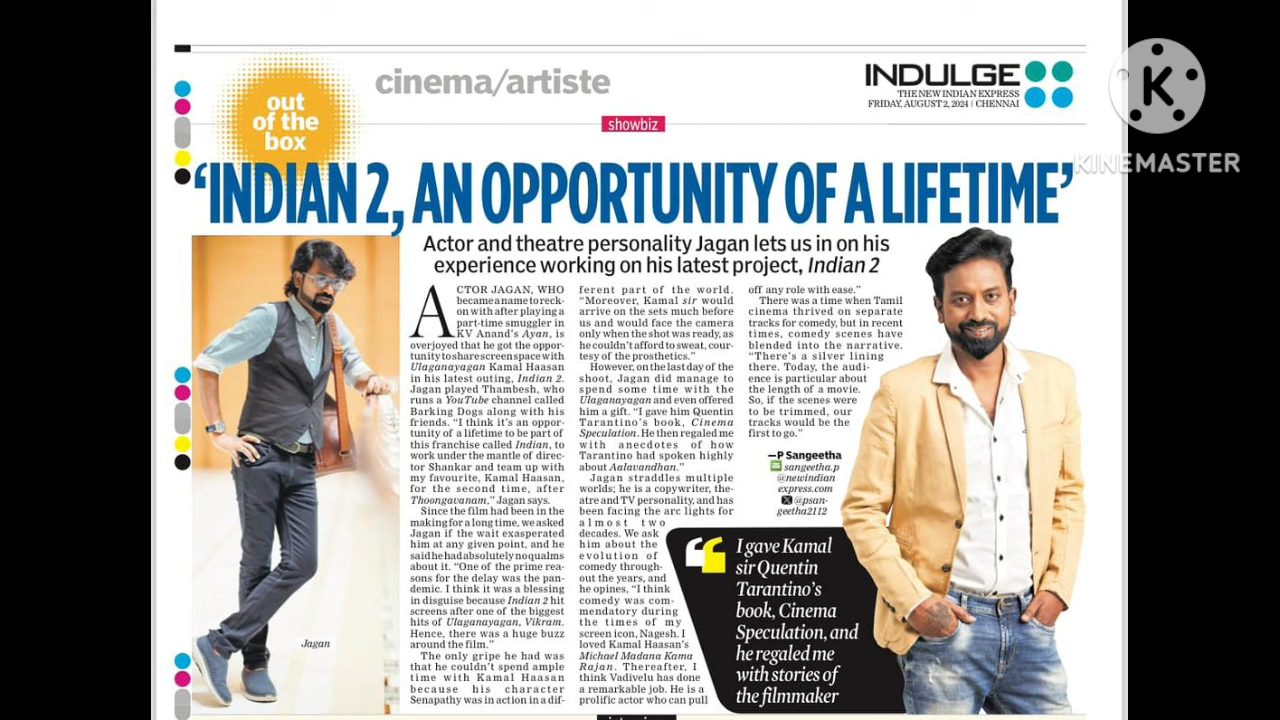 out
of the
box
cinema/artiste
INDULGE
THE NEW INDIAN EXPRESS
FRIDAY, AUGUST 2, 2024 | CHENNAI
K
KINEMASTER
showbiz
‘INDIAN 2, AN OPPORTUNITY OF A LIFETIME’
Actor and theatre personality Jagan lets us in on his
experience working on his latest project, Indian 2
ACTOR JAGAN, WHO
became a name to reck-
on with after playing a
part-time smuggler in
KV Anand's Ayan, is
overjoyed that he got the oppor-
tunity to share screen space with
Ulaganayagan Kamal Haasan
in his latest outing, Indian 2.
Jagan played Thambesh, who
runs a YouTube channel called
Barking Dogs along with his
friends. “I think it's an oppor-
tunity of a lifetime to be part of
this franchise called Indian, to
work under the mantle of direc-
tor Shankar and team up with
my favourite, Kamal Haasan,
for the second time, after
Thoongavanam,” Jagan says.
Since the film had been in the
making for a long time, we asked
Jagan if the wait exasperated
him at any given point, and he
said he had absolutely no qualms
about it. “One of the prime rea-
sons for the delay was the pan-
demic. I think it was a blessing
in disguise because Indian 2 hit
screens after one of the biggest
hits of Ulaganayagan, Vikram.
Hence, there was a huge buzz
around the film.”
The only gripe he had was
that he couldn't spend ample
time with Kamal Haasan
because his character
Senapathy was in action in a dif-
ferent part of the world.
“Moreover, Kamal sir would
arrive on the sets much before
us and would face the camera
only when the shot was ready, as
he couldn't afford to sweat, cour-
tesy of the prosthetics.”
However, on the last day of the
shoot, Jagan did manage to
spend some time with the
Ulaganayagan and even offered
him a gift. “I gave him Quentin
Tarantino's book, Cinema
Speculation. He then regaled me
with anecdotes of how
Tarantino had spoken highly
about Aalavandhan.”
Jagan straddles multiple
worlds; he is a copywriter, the-
atre and TV personality, and has
been facing the arc lights for
almost two
decades. We ask
him about the
evolution of
comedy through-
out the years, and
he opines, “I think
comedy was com-
mendatory during
the times of my
screen icon, Nagesh. I
loved Kamal Haasan's
Michael Madana Kama
Rajan. Thereafter, I
think Vadivelu has done
a remarkable job. He is a
prolific actor who can pull
off any role with ease.”
There was a time when Tamil
cinema thrived on separate
tracks for comedy, but in recent
times, comedy scenes have
blended into the narrative.
“There's a silver lining
there. Today, the audi-
ence is particular about
the length of a movie.
So, if the scenes were
to be trimmed, our
tracks would be the
first to go.”
—P Sangeetha
sangeetha.p
@newindian
express.com
@psan-
geetha2112
I gave Kamal
sir Quentin
Tarantino's
book, Cinema
Speculation, and
he regaled me
with stories of
the filmmaker
Jagan